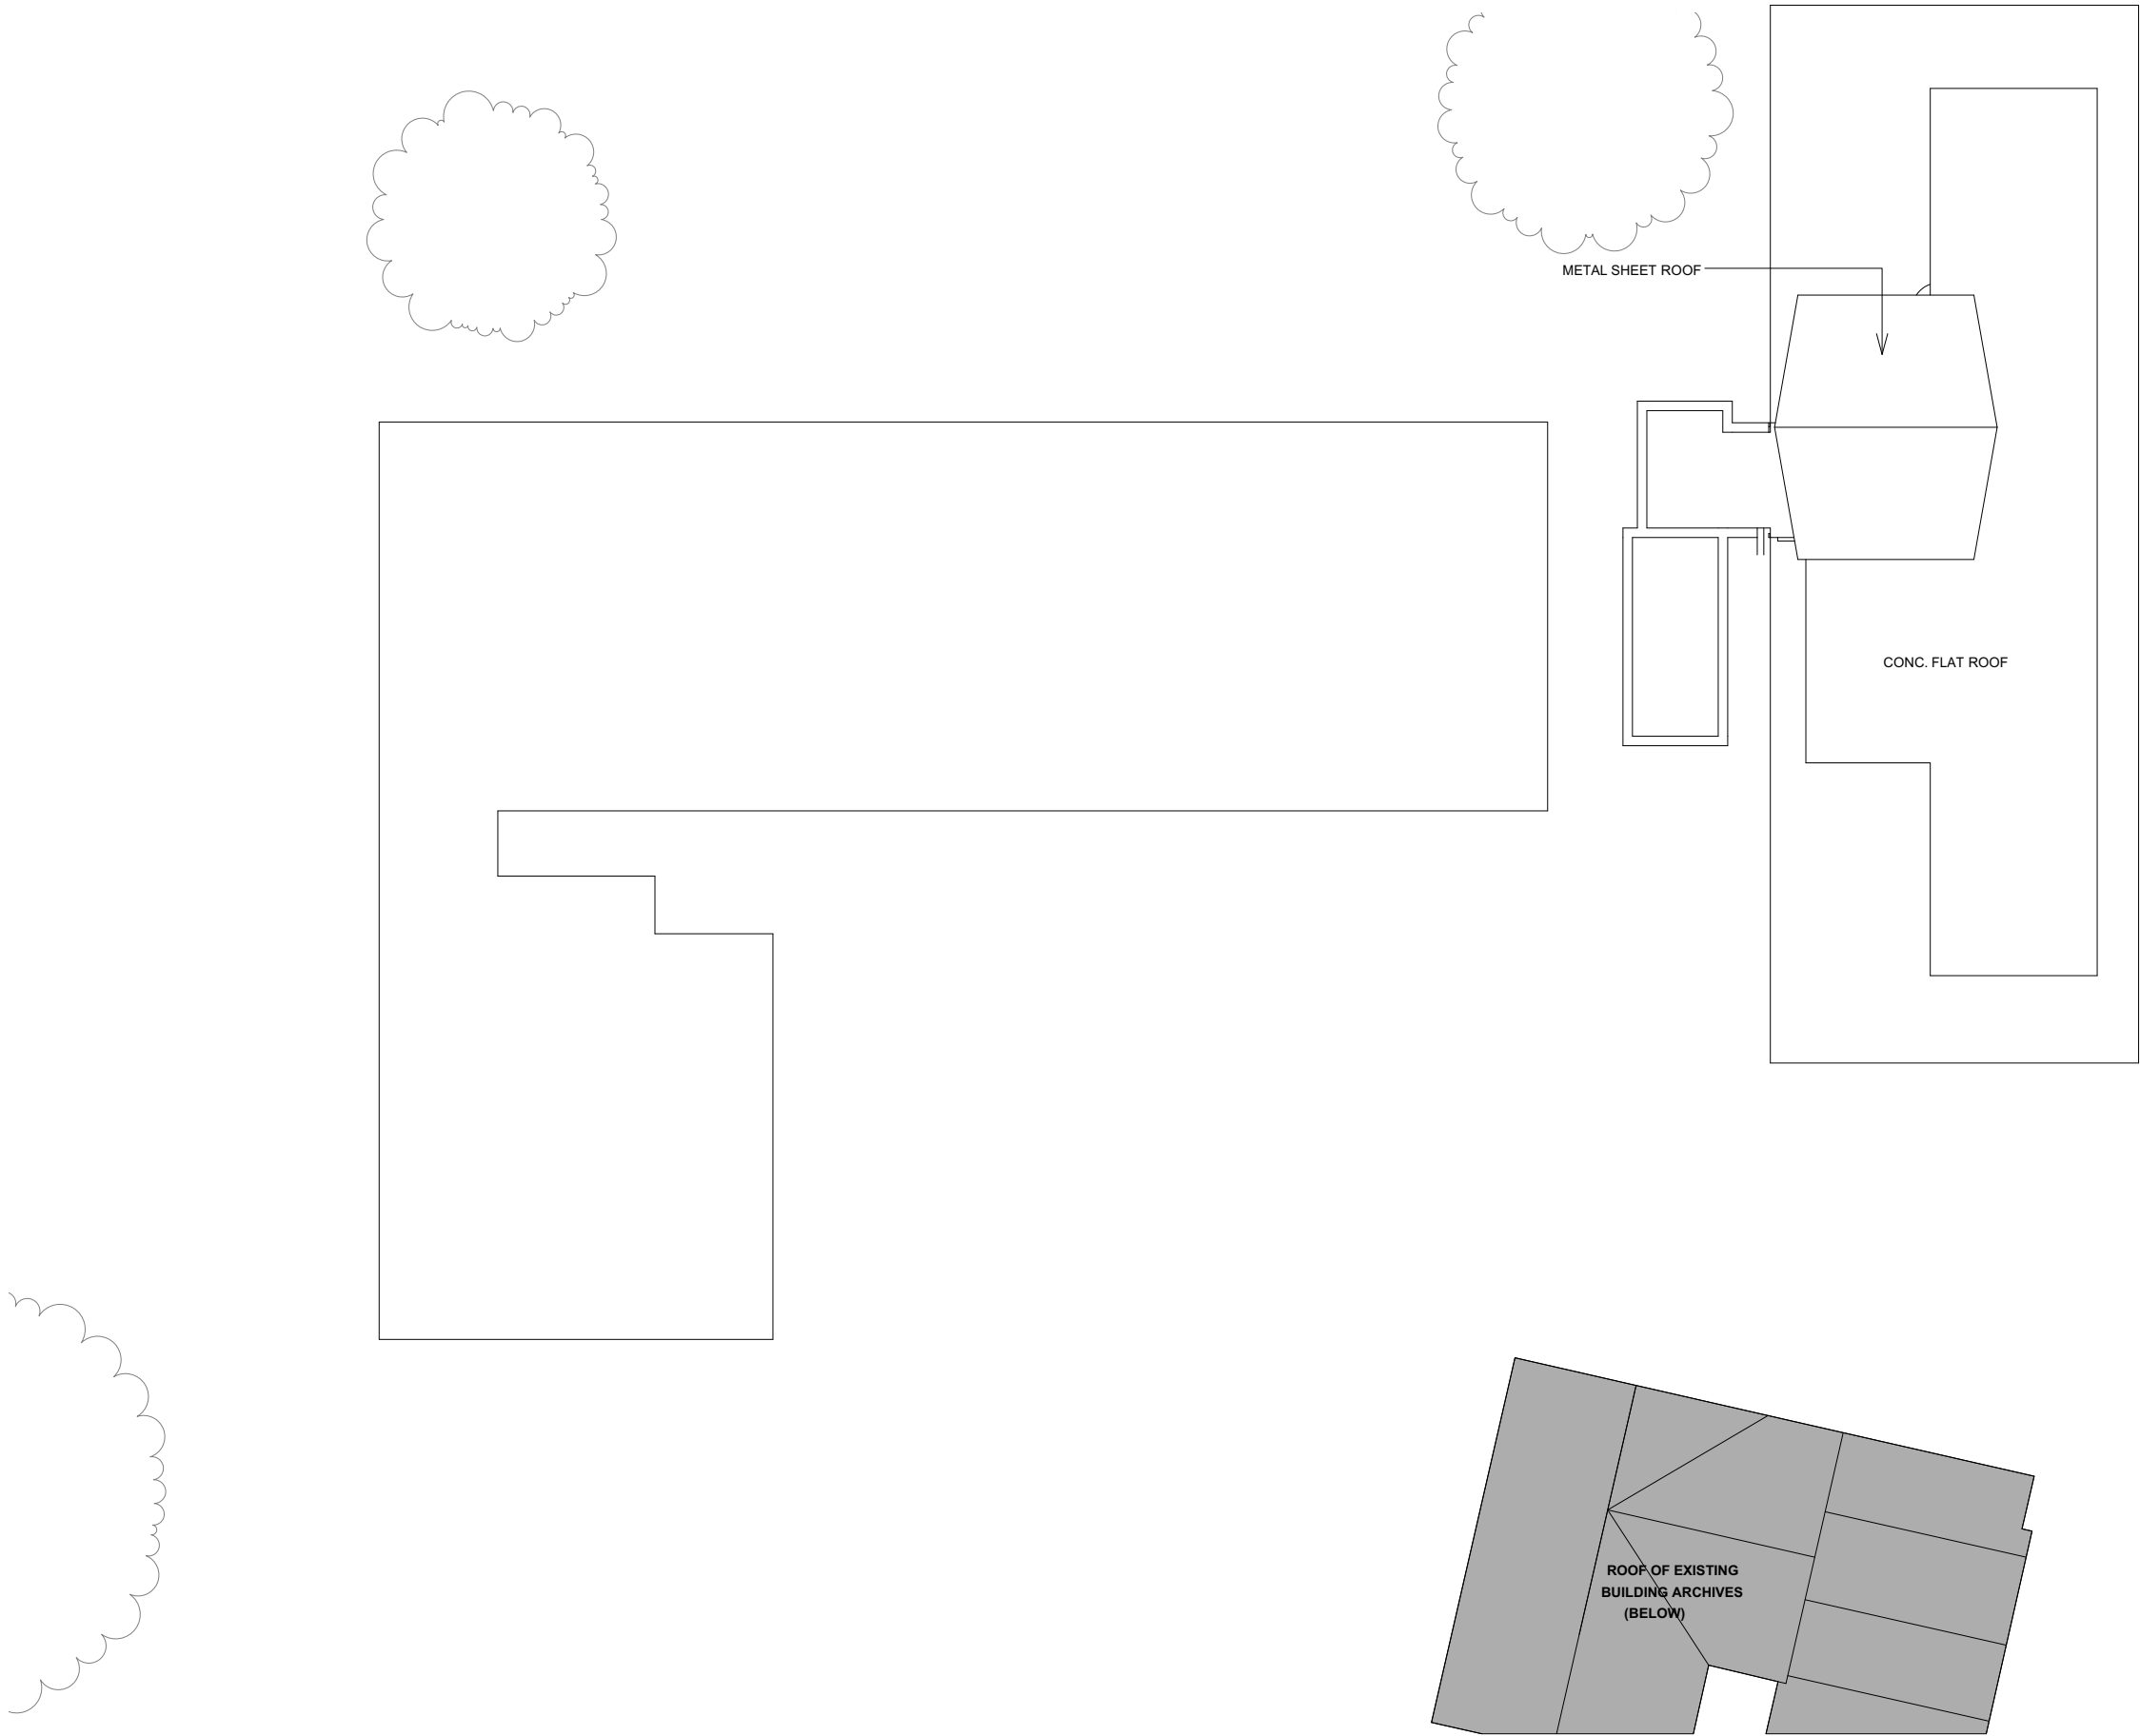 METAL SHEET ROOF
CONC. FLAT ROOF
ROOF OF EXISTING
BUILDING ARCHIVES
(BELOW)